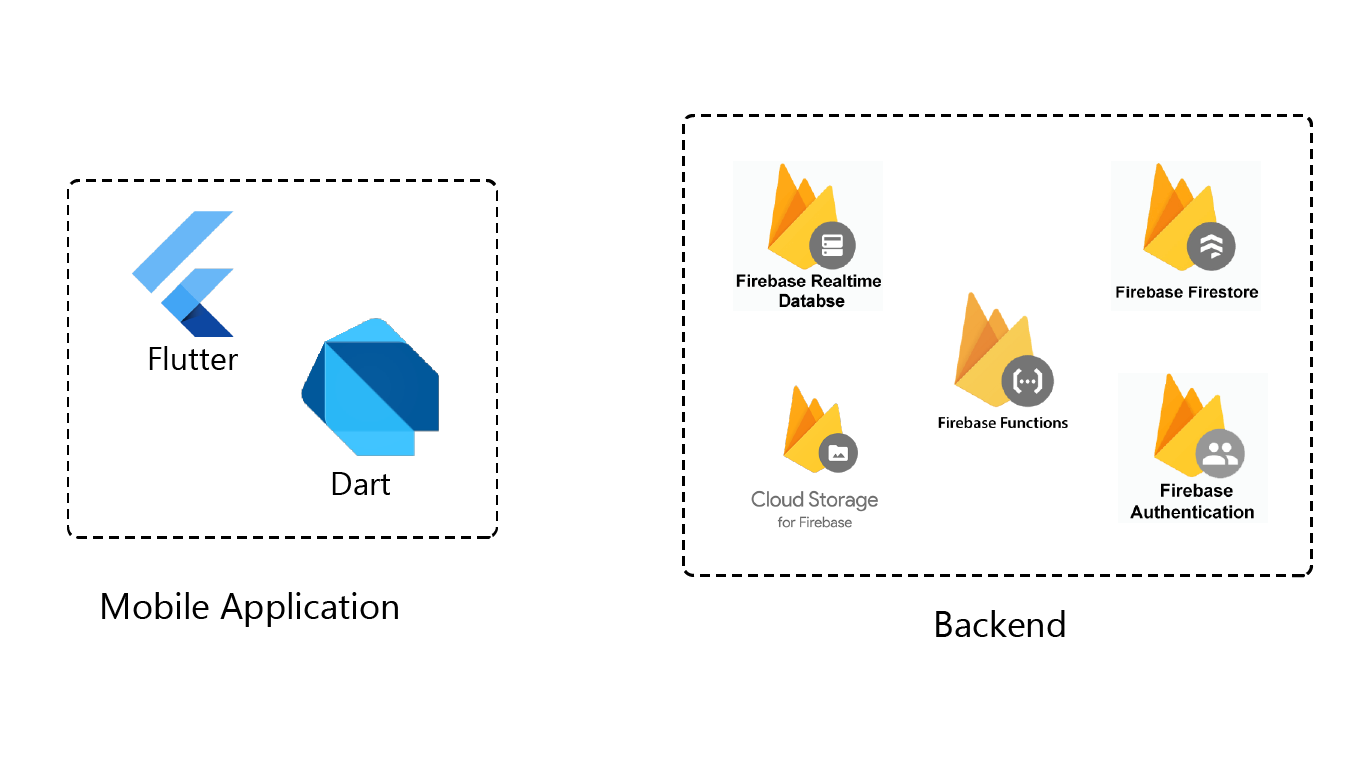 Flutter
Dart
Mobile Application
Firebase Realtime
Databse
Firebase Firestore
Firebase Functions
Cloud Storage
for Firebase
Firebase
Authentication
Backend